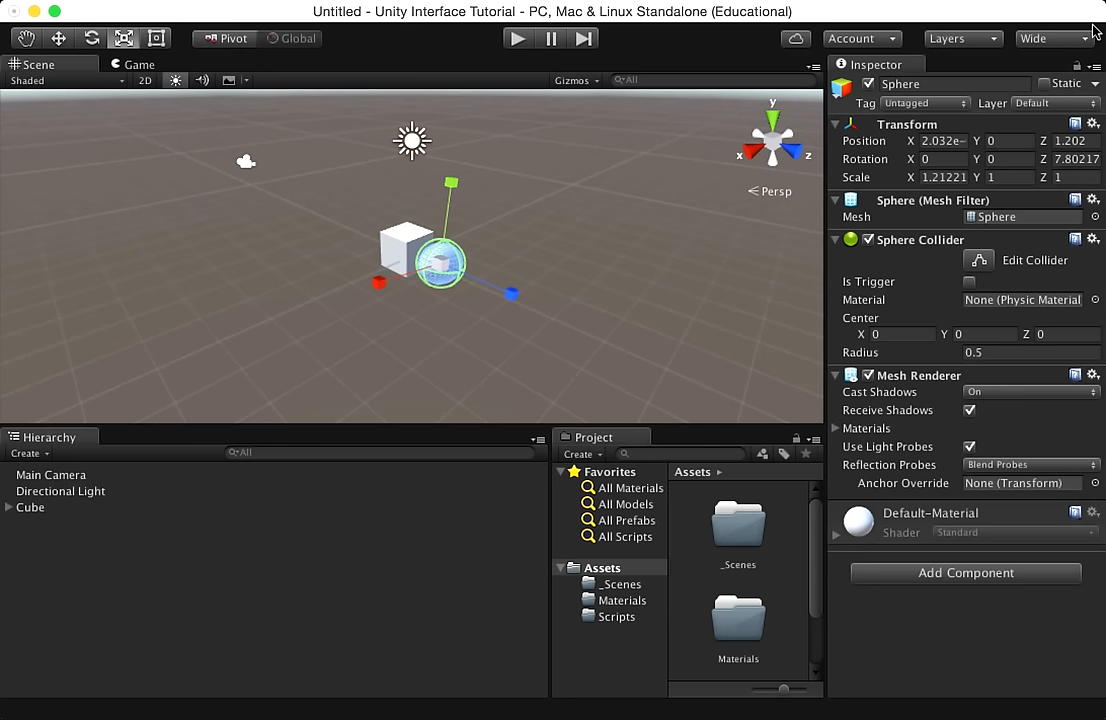 Untitled - Unity Interface Tutorial - PC, Mac & Linux Standalone (Educational)
Pivot Global Account Layers Wide
Scene Game
Shaded 2D Gizmos All
y
x z
Persp
Inspector
Sphere Static
Tag Untagged Layer Default
Transform
Position X 2.032e- Y 0 Z 1.202
Rotation X 0 Y 0 Z 7.80217
Scale X 1.21221 Y 1 Z 1
Sphere (Mesh Filter)
Mesh Sphere
Sphere Collider
Edit Collider
Is Trigger
Material None (Physic Material
Center
X 0 Y 0 Z 0
Radius 0.5
Mesh Renderer
Cast Shadows On
Receive Shadows
Materials
Use Light Probes
Reflection Probes Blend Probes
Anchor Override None (Transform)
Default-Material
Shader Standard
Add Component
Hierarchy
Create All
Main Camera
Directional Light
Cube
Project
Create
Favorites
All Materials
All Models
All Prefabs
All Scripts
Assets
_Scenes
Materials
Scripts
Assets
_Scenes
Materials